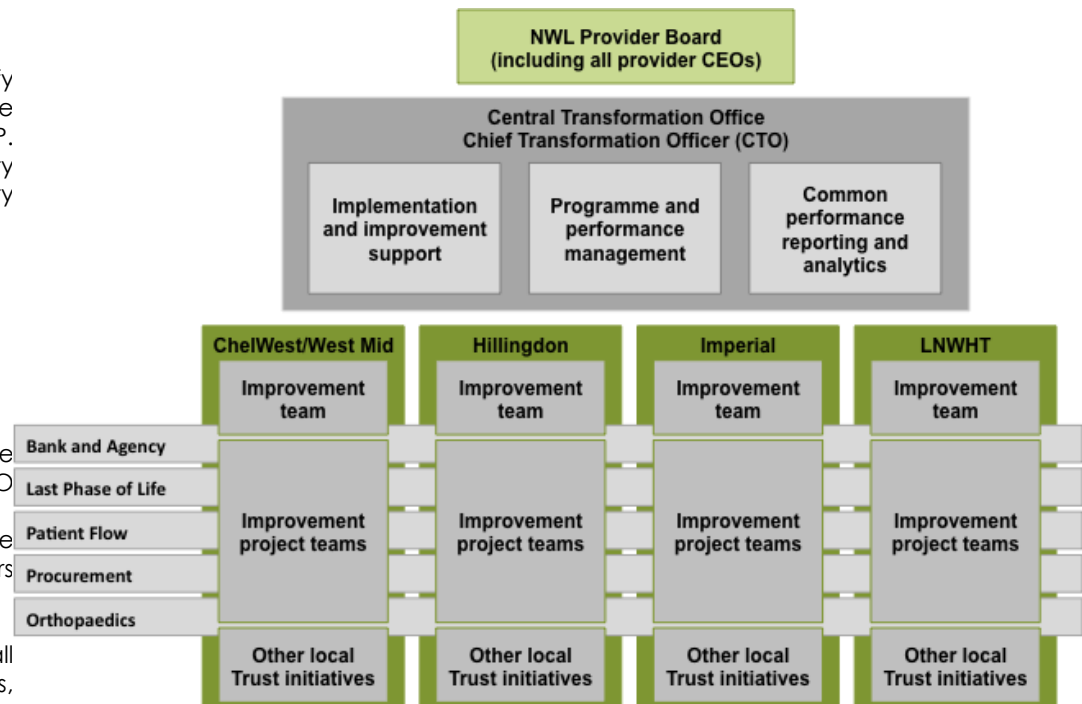 NWL Provider Board
(including all provider CEOs)
Central Transformation Office
Chief Transformation Officer (CTO)
Implementation
and improvement
support
Programme and
performance
management
Common
performance
reporting and
analytics
ChelWest/West Mid
Hillingdon
Imperial
LNWHT
Improvement
team
Improvement
team
Improvement
team
Improvement
team
Bank and Agency
Last Phase of Life
Patient Flow
Procurement
Orthopaedics
Improvement
project teams
Improvement
project teams
Improvement
project teams
Improvement
project teams
Other local
Trust initiatives
Other local
Trust initiatives
Other local
Trust initiatives
Other local
Trust initiatives